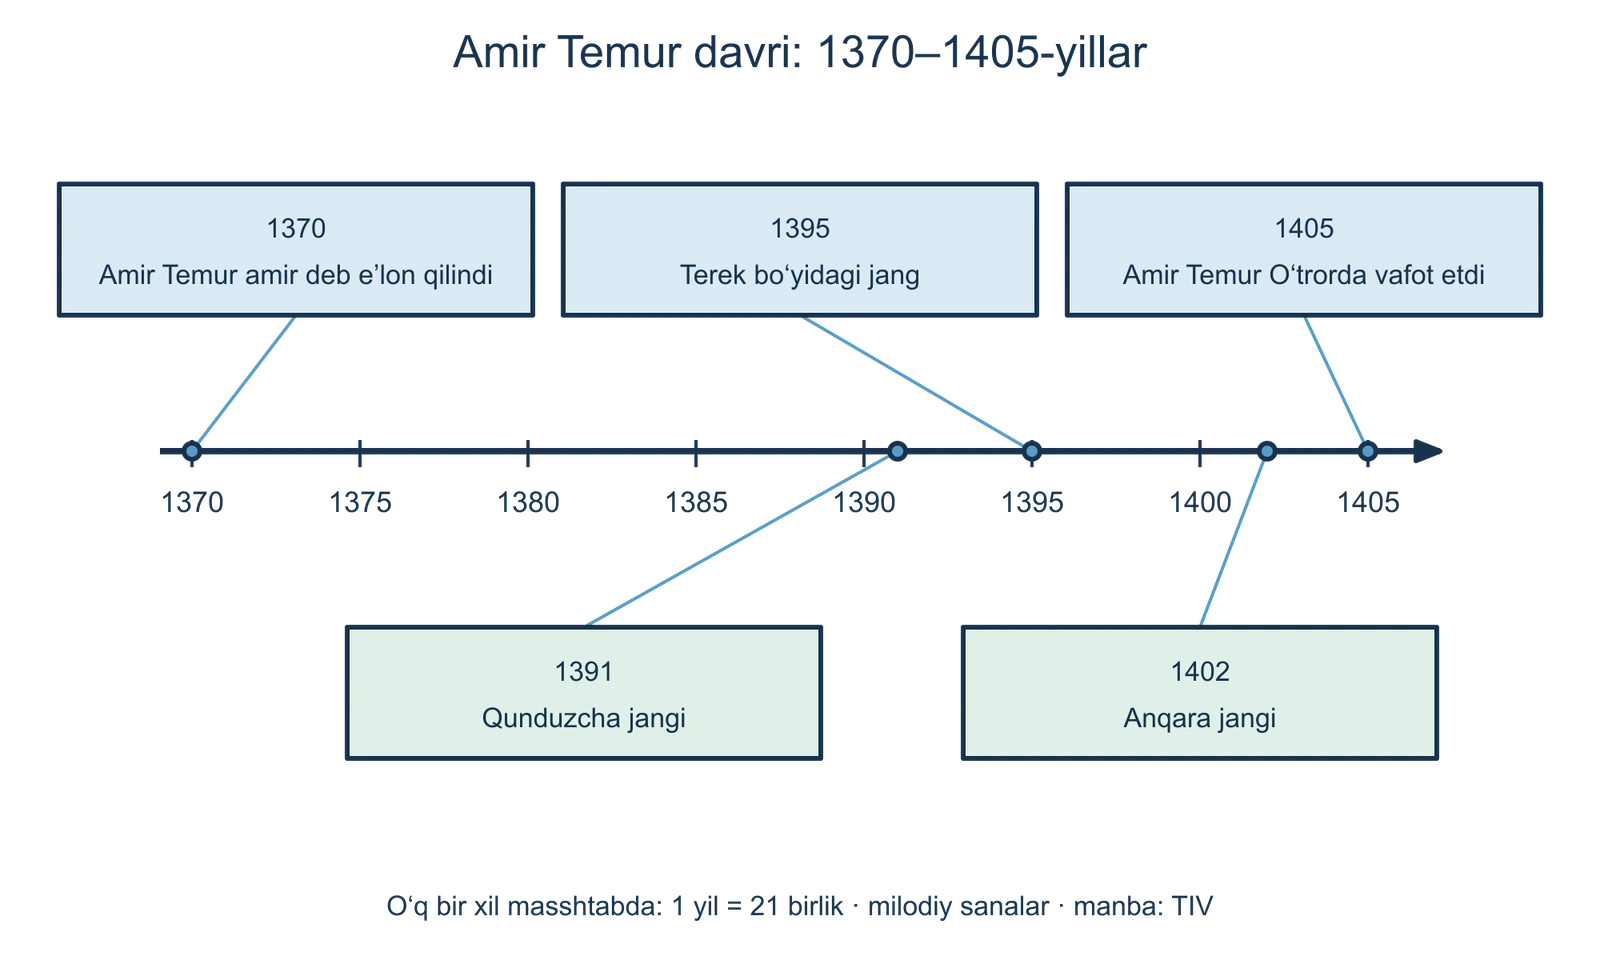 Amir Temur davri: 1370–1405-yillar
1370
Amir Temur amir deb e’lon qilindi
1395
Terek bo‘yidagi jang
1405
Amir Temur O‘trorda vafot etdi
1370
1375
1380
1385
1390
1395
1400
1405
1391
Qunduzcha jangi
1402
Anqara jangi
O‘q bir xil masshtabda: 1 yil = 21 birlik · milodiy sanalar · manba: TIV